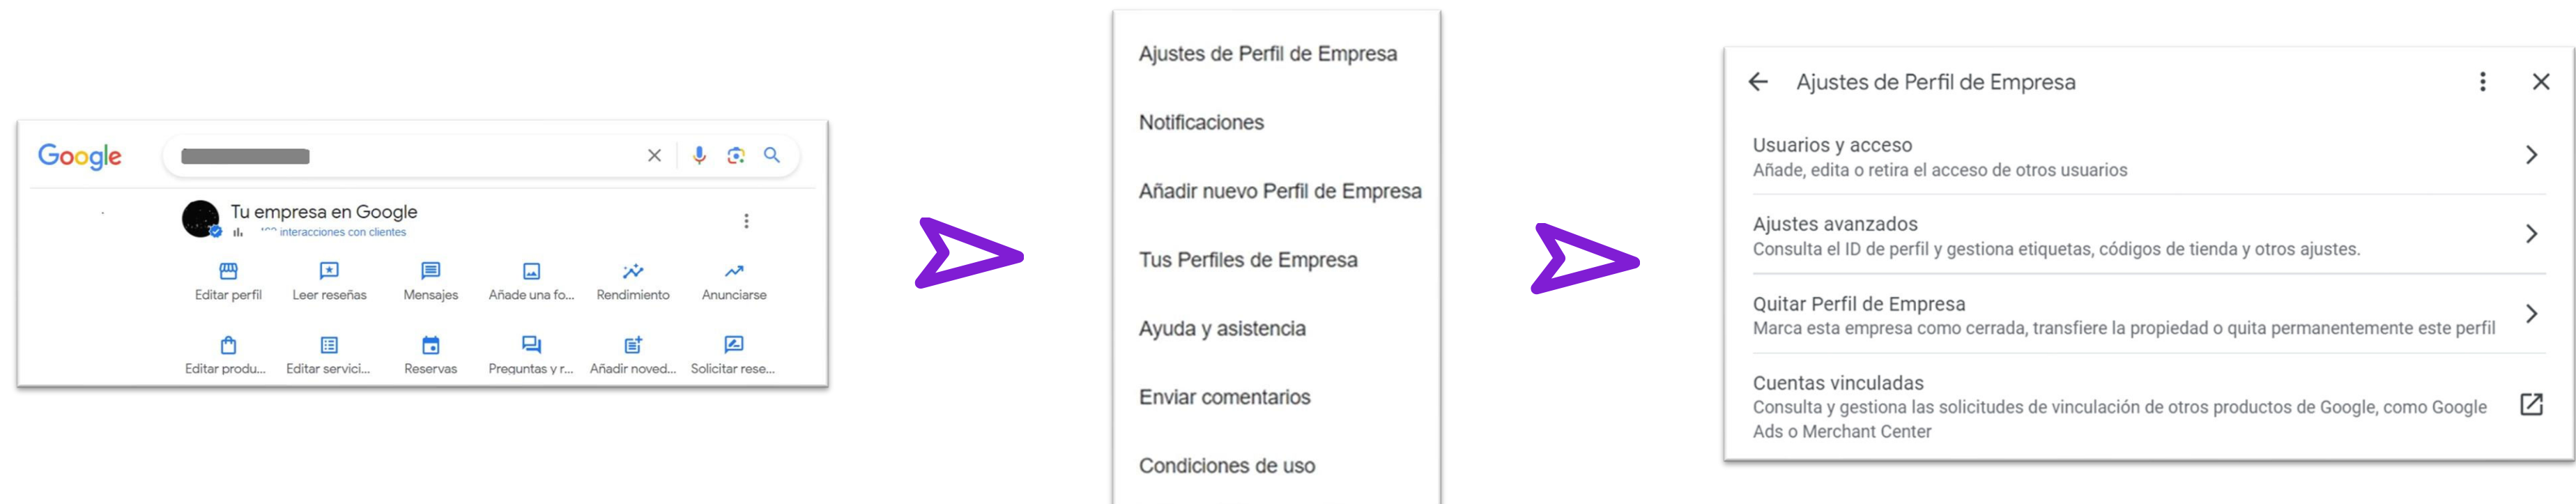 Google
Tu empresa en Google
interacciones con clientes
Editar perfil
Leer reseñas
Mensajes
Añade una fo...
Rendimiento
Anunciarse
Editar produ...
Editar servici...
Reservas
Preguntas y r...
Añadir noved...
Solicitar rese...
Ajustes de Perfil de Empresa
Notificaciones
Añadir nuevo Perfil de Empresa
Tus Perfiles de Empresa
Ayuda y asistencia
Enviar comentarios
Condiciones de uso
Ajustes de Perfil de Empresa
Usuarios y acceso
Añade, edita o retira el acceso de otros usuarios
Ajustes avanzados
Consulta el ID de perfil y gestiona etiquetas, códigos de tienda y otros ajustes.
Quitar Perfil de Empresa
Marca esta empresa como cerrada, transfiere la propiedad o quita permanentemente este perfil
Cuentas vinculadas
Consulta y gestiona las solicitudes de vinculación de otros productos de Google, como Google
Ads o Merchant Center